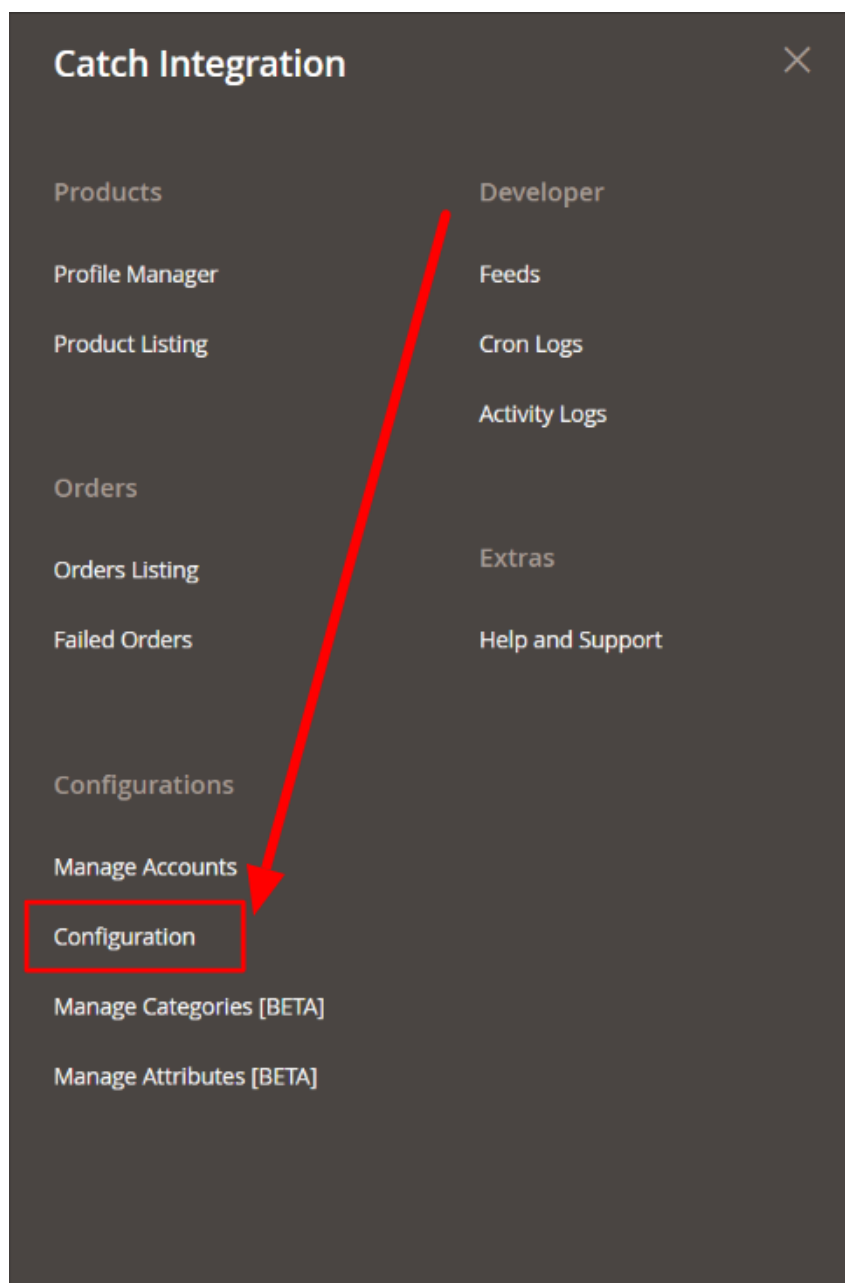 Catch Integration
Products
Profile Manager
Product Listing
Orders
Orders Listing
Failed Orders
Configurations
Manage Accounts
Configuration
Manage Categories [BETA]
Manage Attributes [BETA]
Developer
Feeds
Cron Logs
Activity Logs
Extras
Help and Support